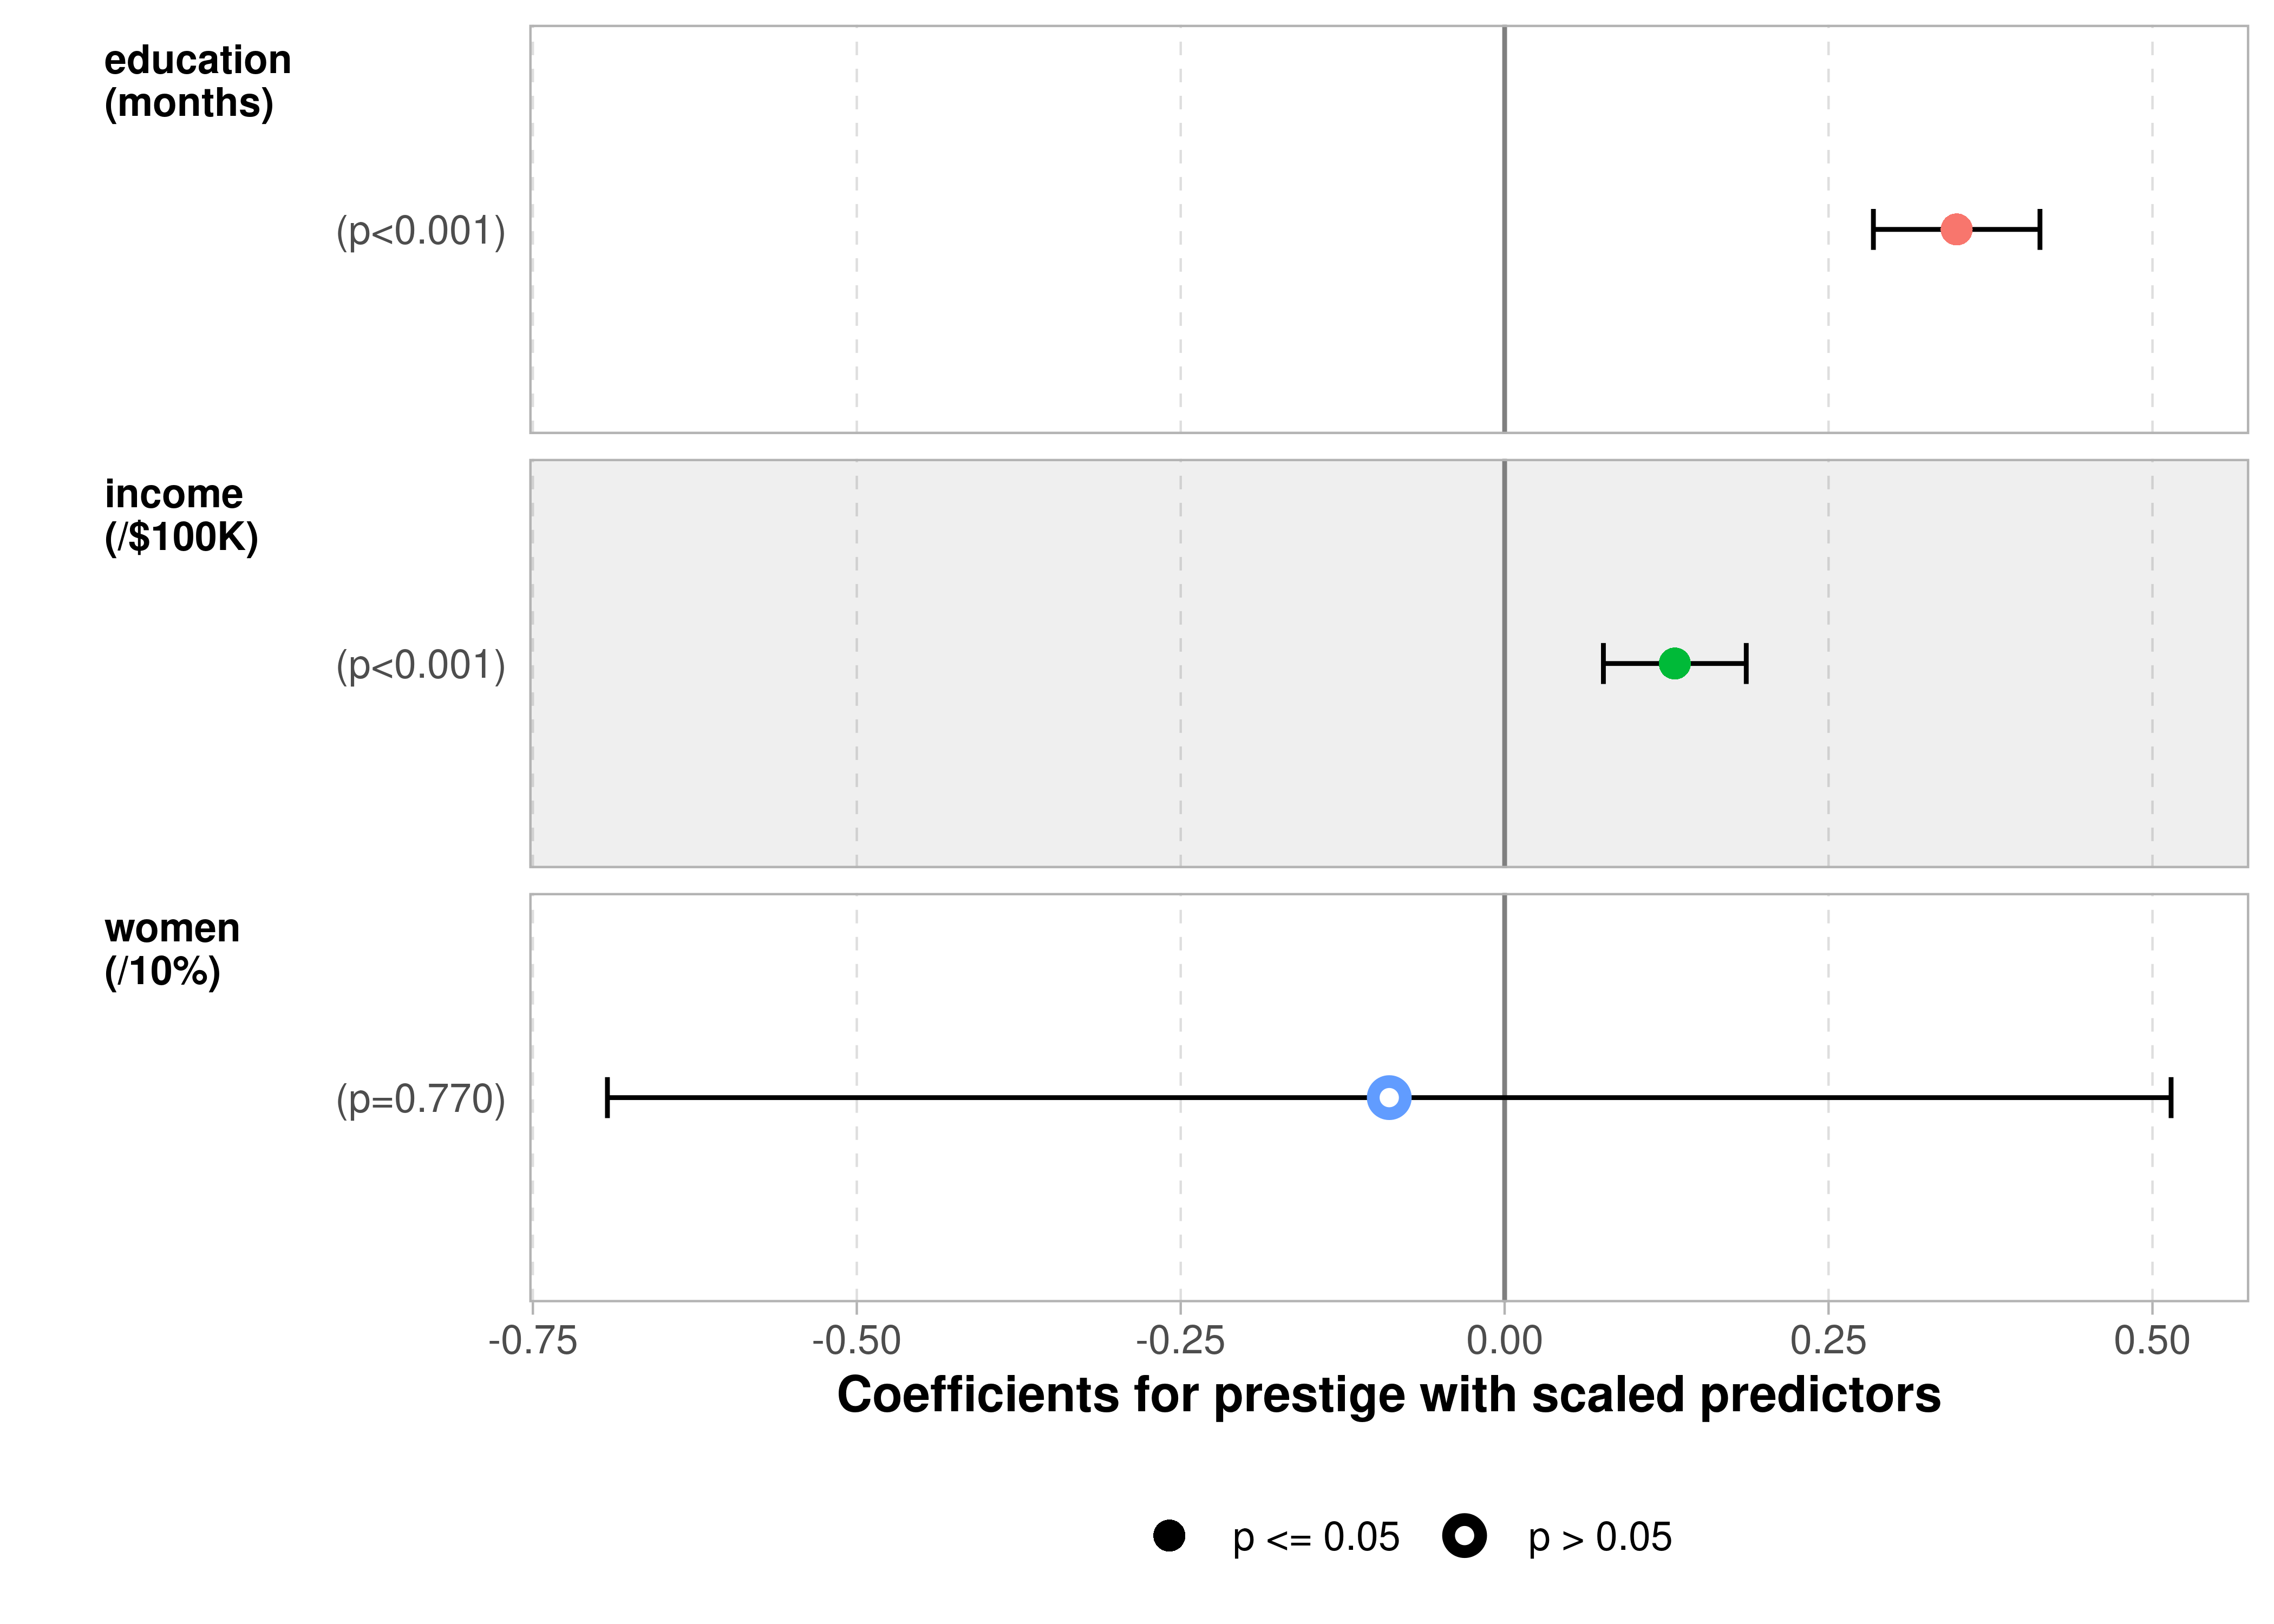 education
(months)
(p<0.001)
income
(/$100K)
(p<0.001)
women
(/10%)
(p=0.770)
-0.75 -0.50 -0.25 0.00 0.25 0.50
Coefficients for prestige with scaled predictors
p <= 0.05 p > 0.05